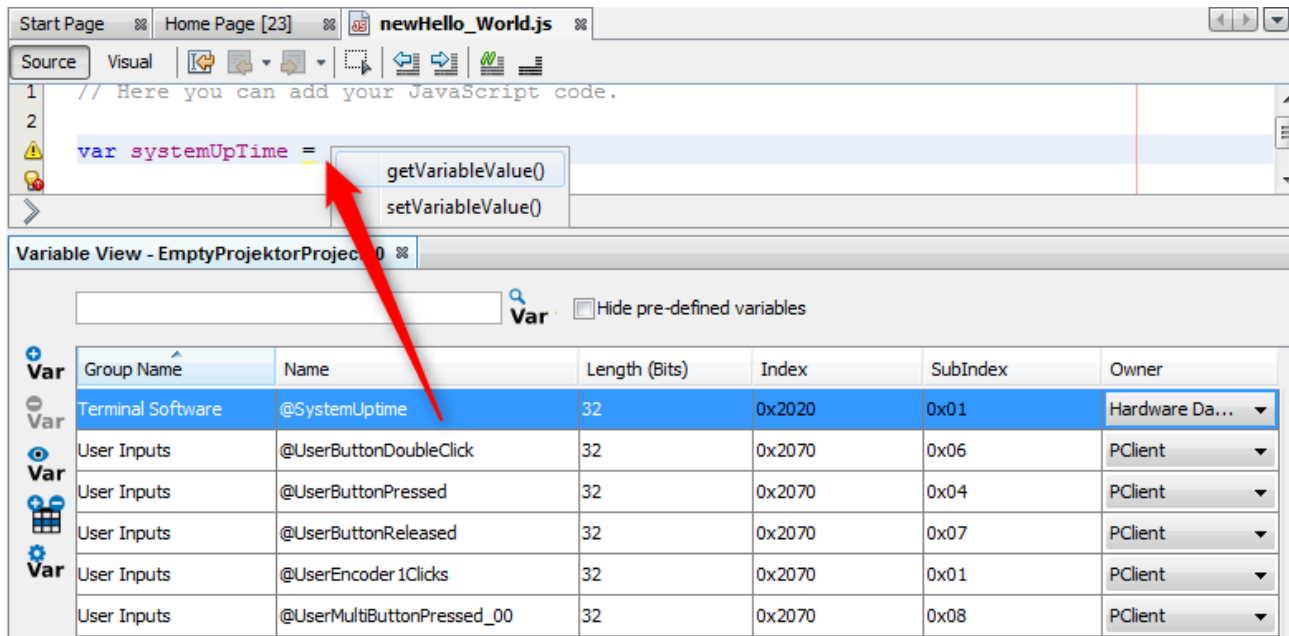 Start Page Home Page [23] newHello_World.js
Source Visual
1 // Here you can add your JavaScript code.
2
var systemUpTime =
getVariableValue()
setVariableValue()
Variable View - EmptyProjektorProjec 0
Var Hide pre-defined variables
Var Group Name Name Length (Bits) Index SubIndex Owner
Var Terminal Software @SystemUptime 32 0x2020 0x01 Hardware Da...
Var User Inputs @UserButtonDoubleClick 32 0x2070 0x06 PClient
User Inputs @UserButtonPressed 32 0x2070 0x04 PClient
User Inputs @UserButtonReleased 32 0x2070 0x07 PClient
Var User Inputs @UserEncoder1Clicks 32 0x2070 0x01 PClient
User Inputs @UserMultiButtonPressed_00 32 0x2070 0x08 PClient